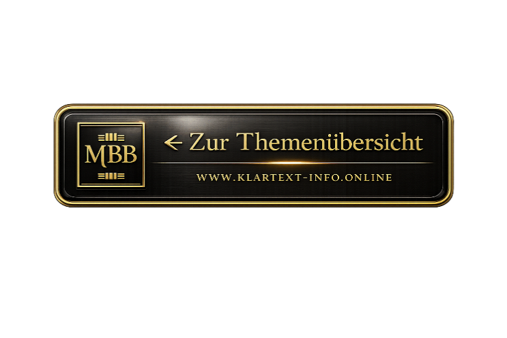 MBB
← Zur Themenübersicht
WWW.KLARTEXT-INFO.ONLINE